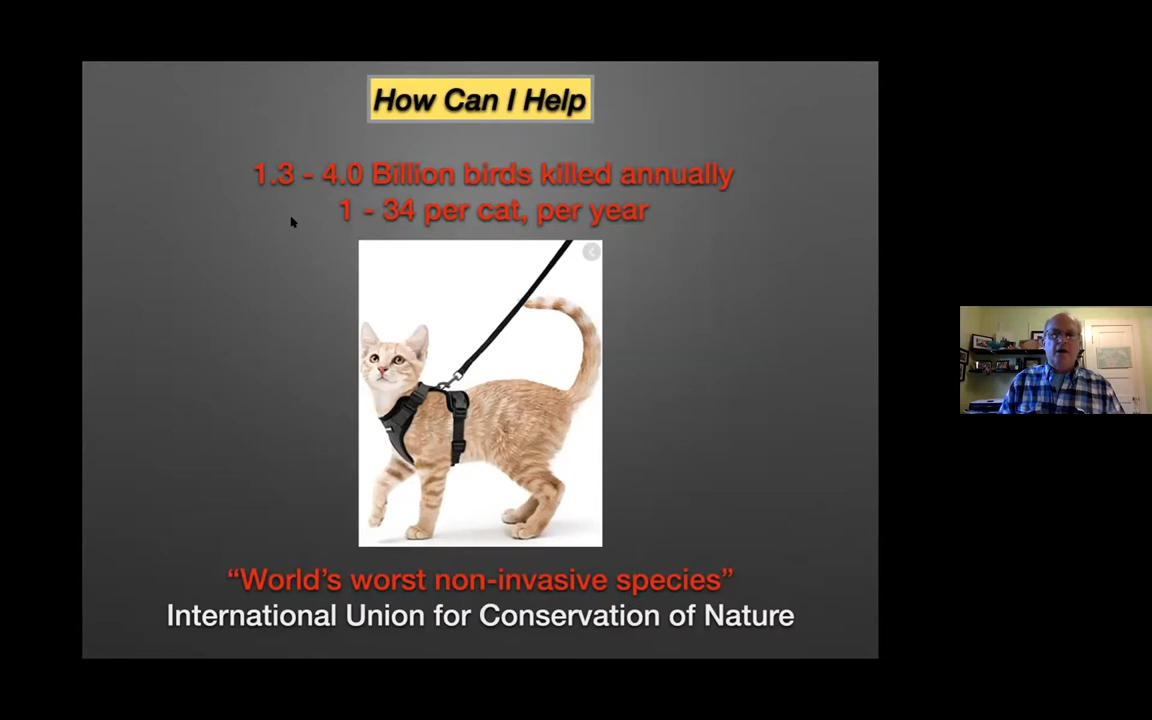 How Can I Help
1.3 - 4.0 Billion birds killed annually
1 - 34 per cat, per year
“World’s worst non-invasive species”
International Union for Conservation of Nature